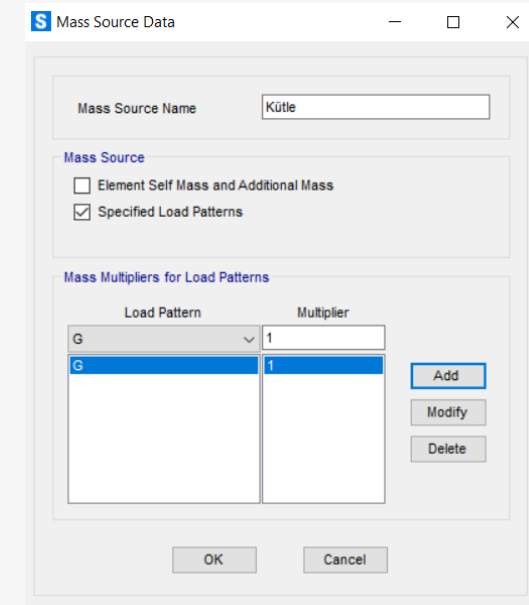 S Mass Source Data
Mass Source Name Kütle
Mass Source
Element Self Mass and Additional Mass
Specified Load Patterns
Mass Multipliers for Load Patterns
Load Pattern Multiplier
G 1
G 1
Add
Modify
Delete
OK Cancel